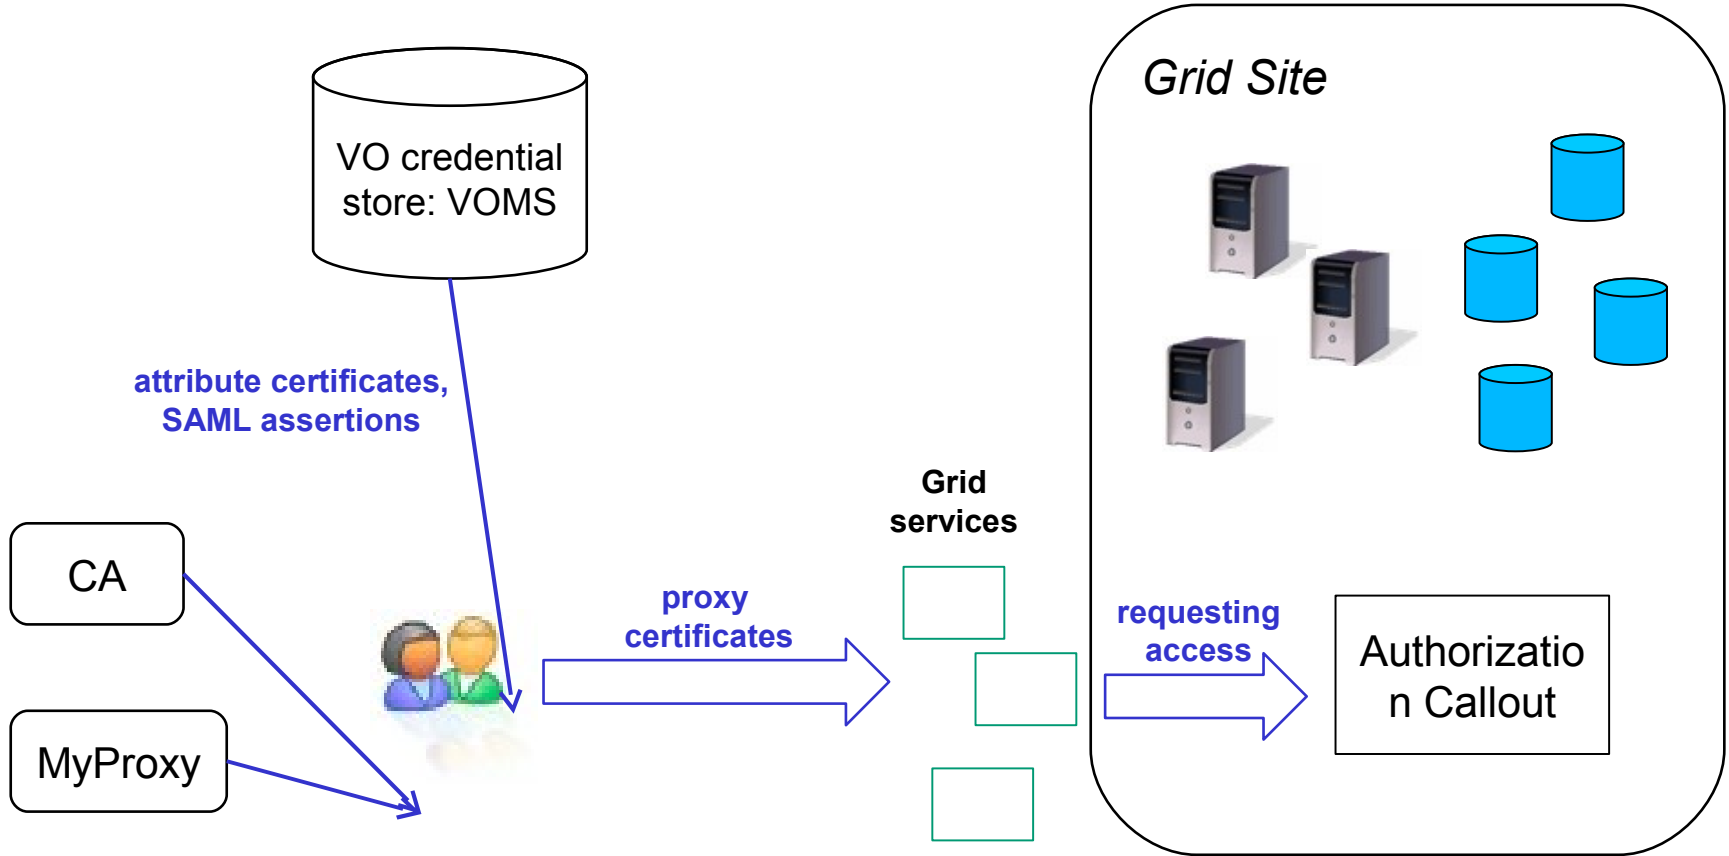 Grid Site
VO credential
store: VOMS
attribute certificates,
SAML assertions
Grid
services
CA
MyProxy
proxy
certificates
requesting
access
Authorizatio
n Callout